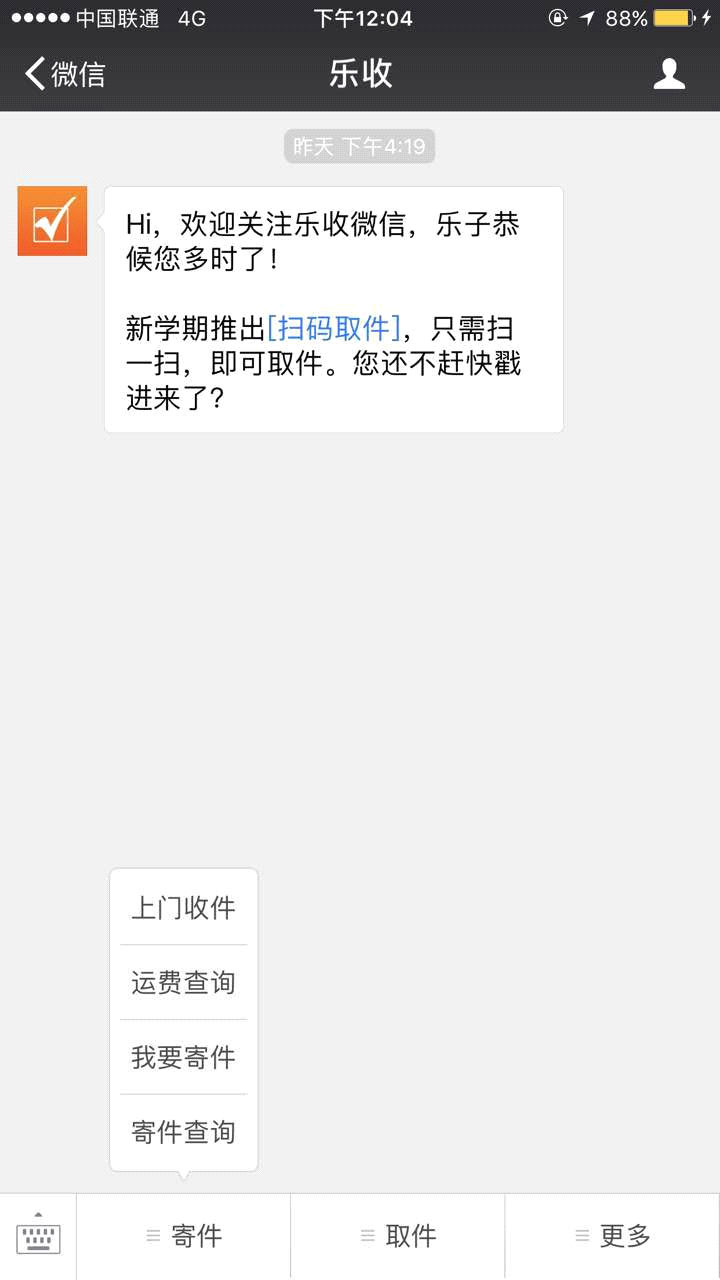 中国联通 4G 下午12:04 88%
微信 乐收
昨天 下午4:19
Hi，欢迎关注乐收微信，乐子恭
候您多时了！
新学期推出[扫码取件]，只需扫
一扫，即可取件。您还不赶快戳
进来了？
上门收件
运费查询
我要寄件
寄件查询
寄件 取件 更多